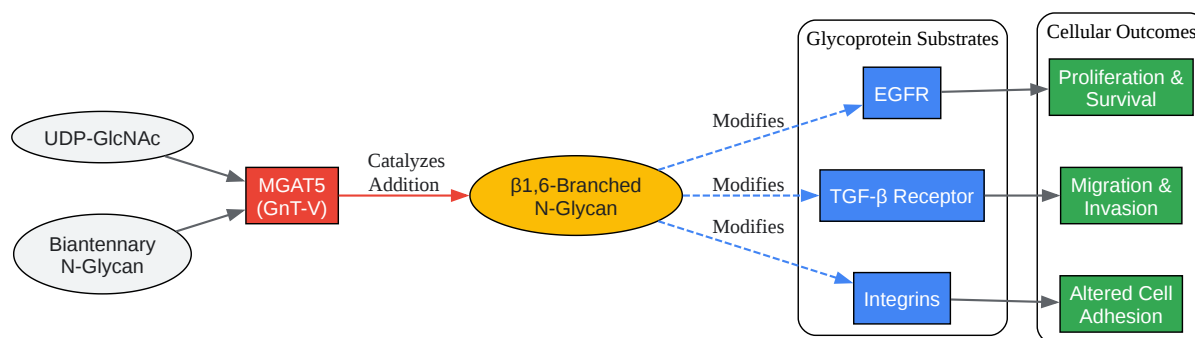 Glycoprotein Substrates
Cellular Outcomes
UDP-GlcNAc
Biantennary
N-Glycan
MGAT5
(GnT-V)
Catalyzes
Addition
β1,6-Branched
N-Glycan
Modifies
Modifies
Modifies
EGFR
TGF-β Receptor
Integrins
Proliferation &
Survival
Migration &
Invasion
Altered Cell
Adhesion